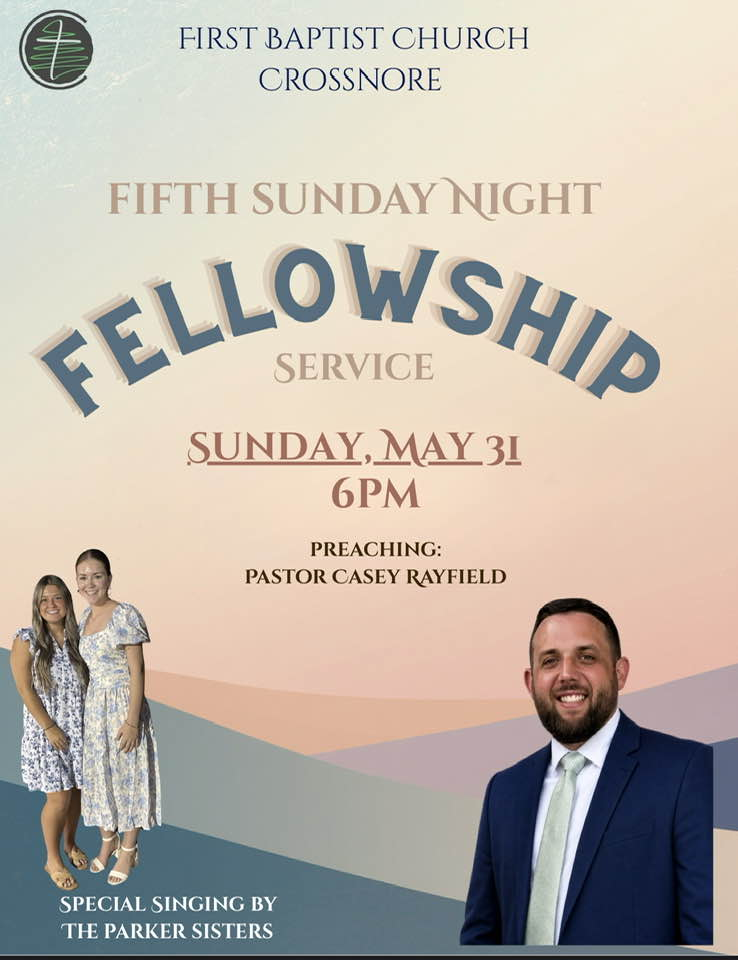 First Baptist Church
Crossnore
Fifth Sunday Night
Fellowship
Service
Sunday, May 31
6pm
Preaching:
Pastor Casey Rayfield
Special Singing by
The Parker Sisters